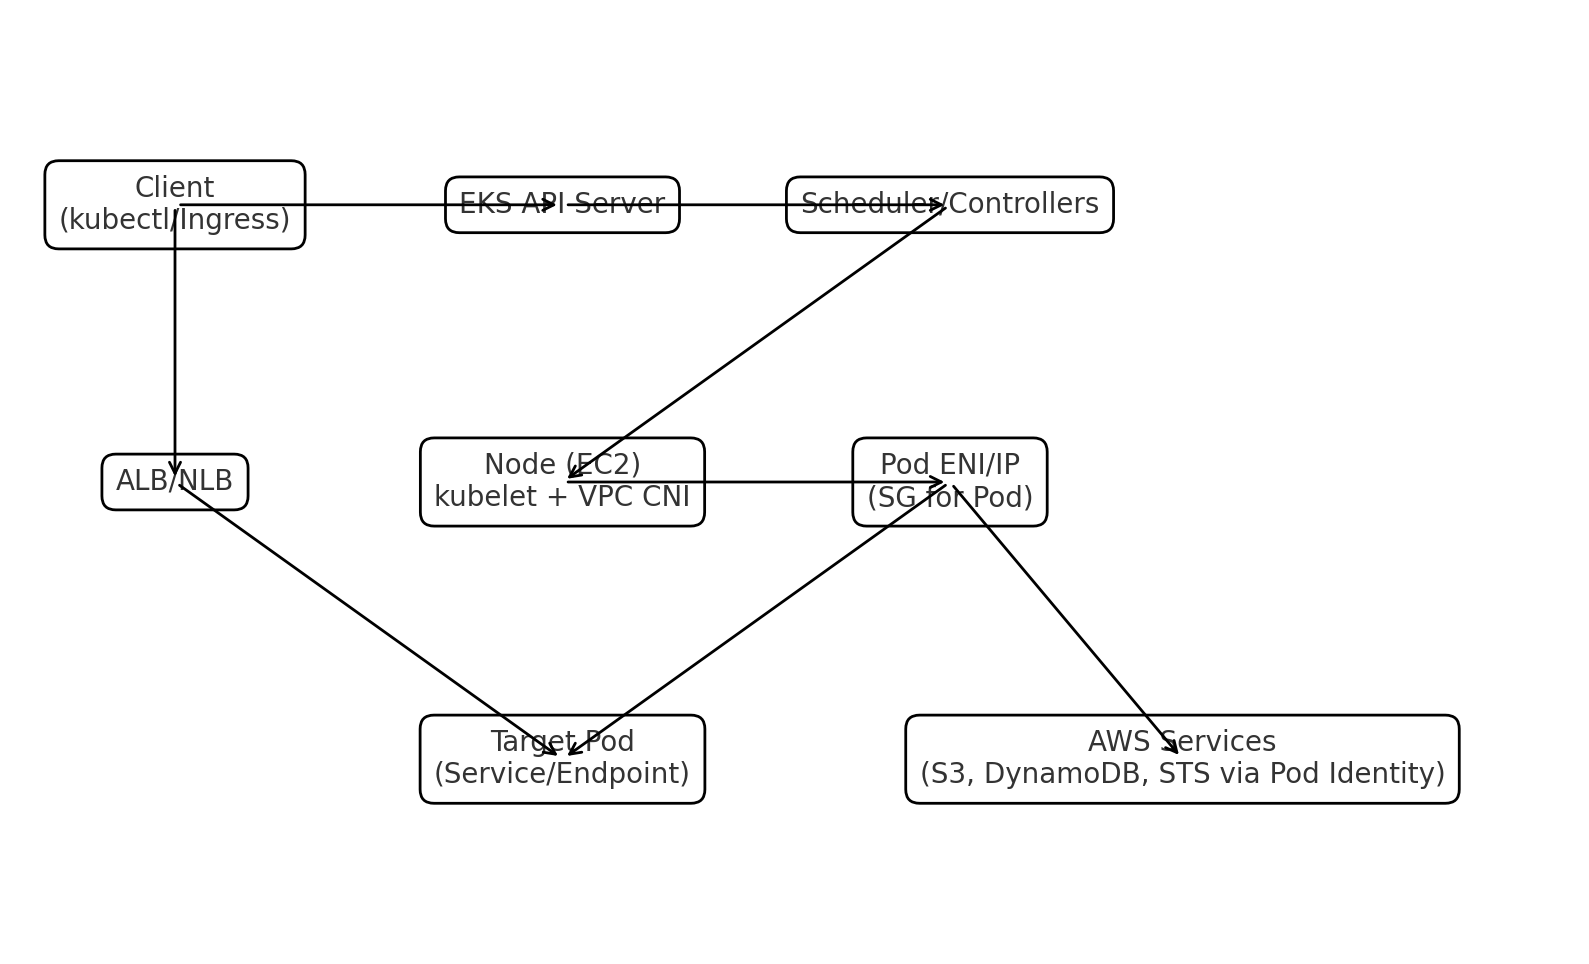 Client
(kubectl/Ingress)
EKS API Server
Scheduler/Controllers
ALB/NLB
Node (EC2)
kubelet + VPC CNI
Pod ENI/IP
(SG for Pod)
Target Pod
(Service/Endpoint)
AWS Services
(S3, DynamoDB, STS via Pod Identity)